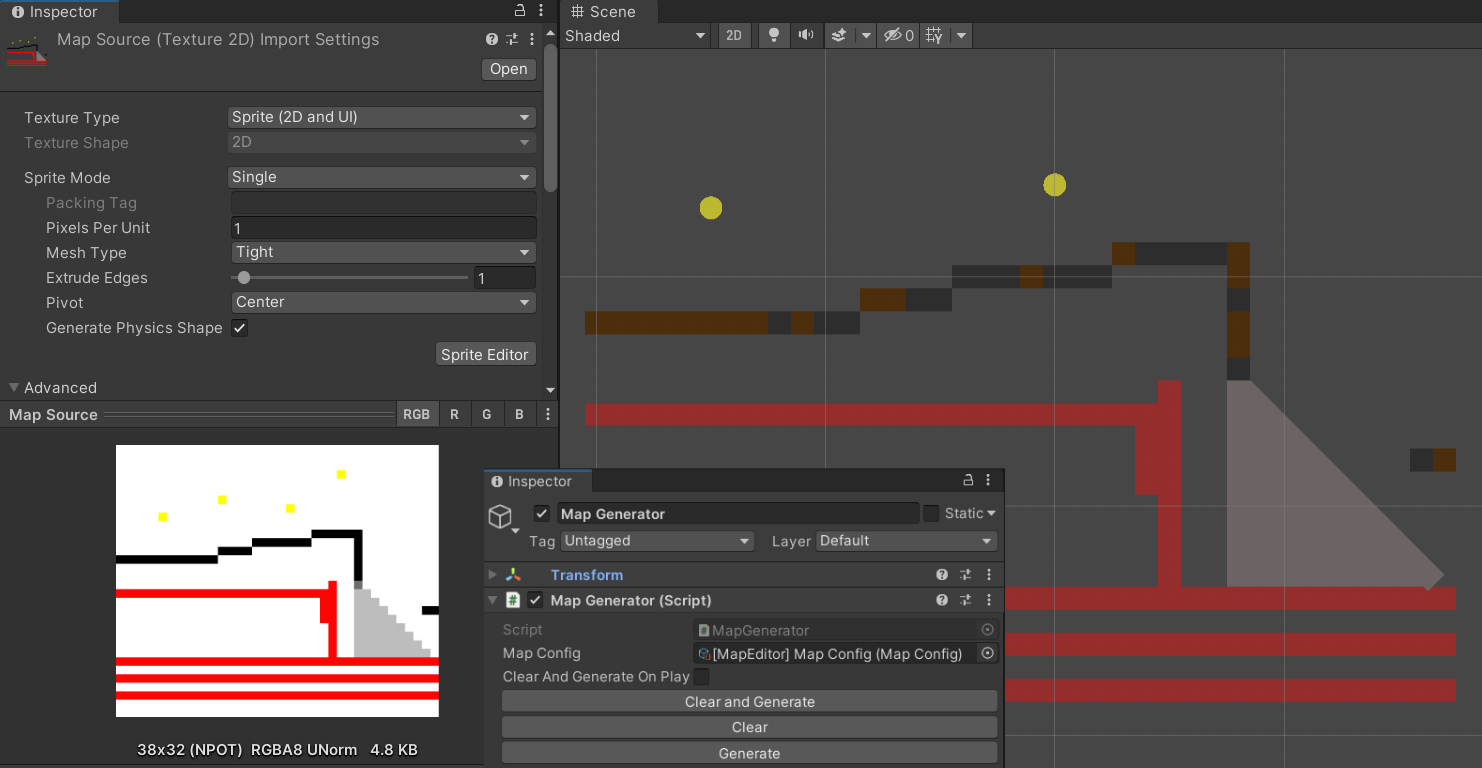 Inspector
Map Source (Texture 2D) Import Settings
Open
Texture Type Sprite (2D and UI)
Texture Shape 2D
Sprite Mode Single
Packing Tag
Pixels Per Unit 1
Mesh Type Tight
Extrude Edges 1
Pivot Center
Generate Physics Shape
Sprite Editor
Advanced
Map Source RGB R G B
38x32 (NPOT) RGBA8 UNorm 4.8 KB
Scene
Shaded 2D 0
Inspector
Map Generator Static
Tag Untagged Layer Default
Transform
# Map Generator (Script)
Script MapGenerator
Map Config [MapEditor] Map Config (Map Config)
Clear And Generate On Play
Clear and Generate
Clear
Generate